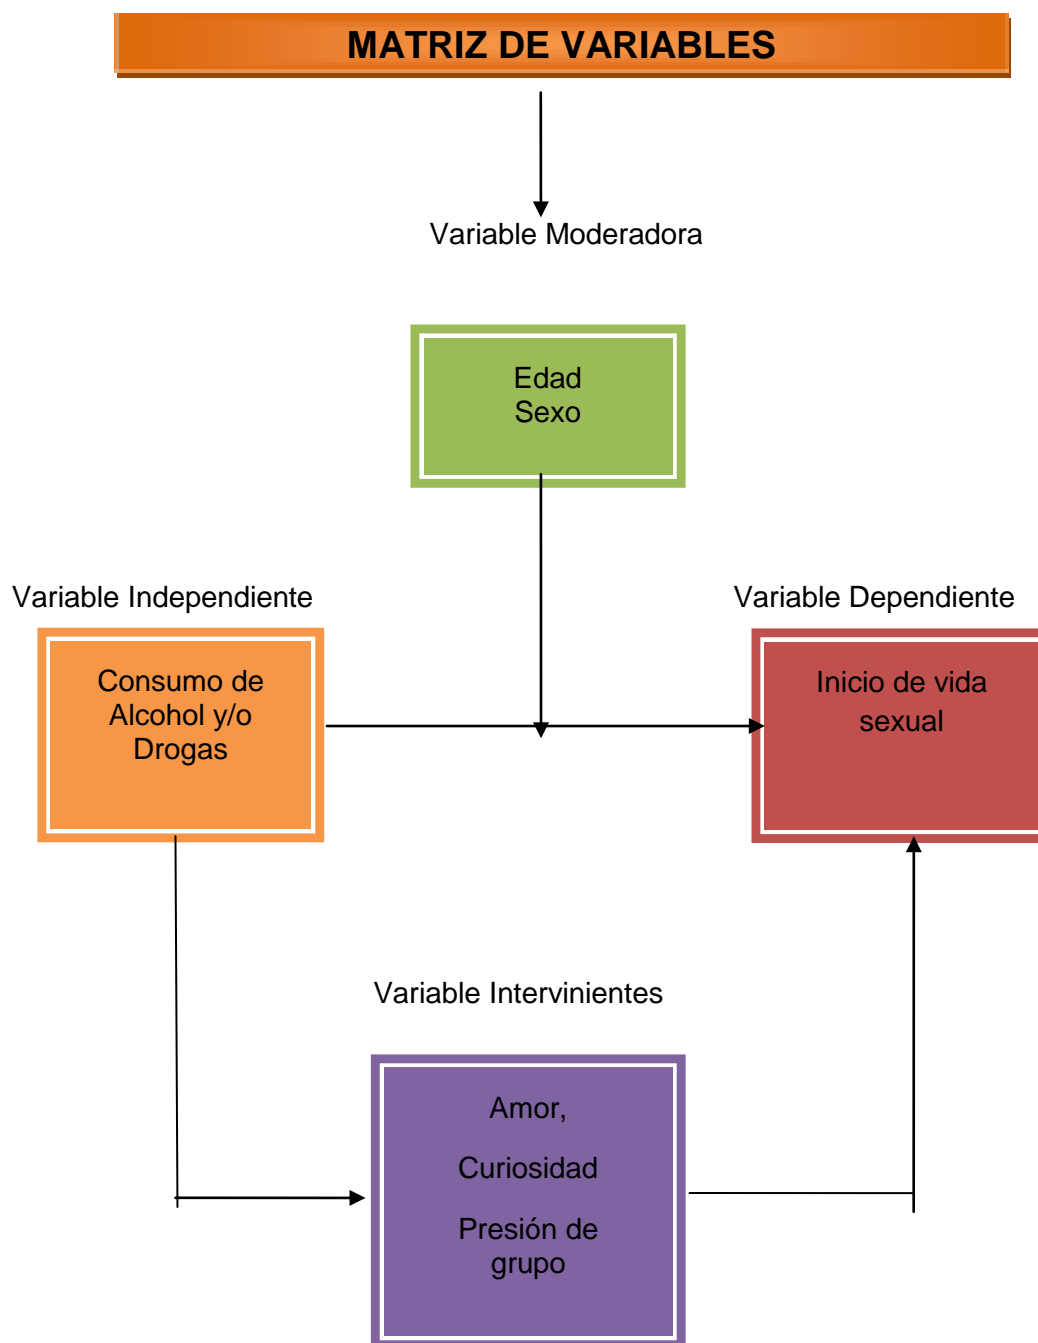 MATRIZ DE VARIABLES
Variable Moderadora
Edad
Sexo
Variable Independiente
Variable Dependiente
Consumo de
Alcohol y/o
Drogas
Inicio de vida
sexual
Variable Intervinientes
Amor,
Curiosidad
Presión de
grupo